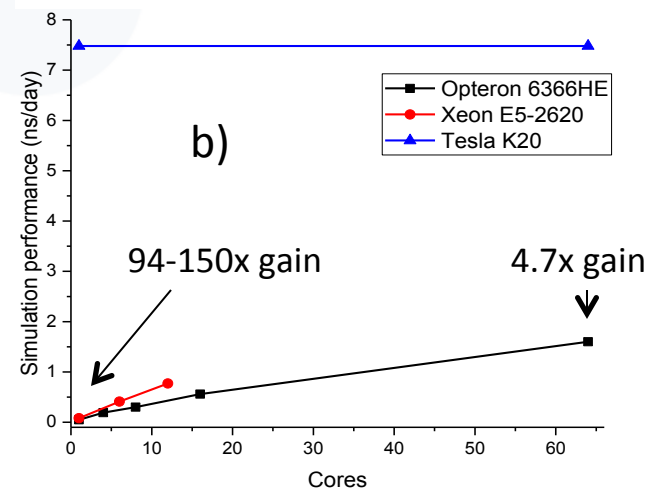 8
7
6
5
4
3
2
1
0
Simulation performance (ns/day)
Opteron 6366HE
Xeon E5-2620
Tesla K20
b)
94-150x gain
4.7x gain
0 10 20 30 40 50 60
Cores